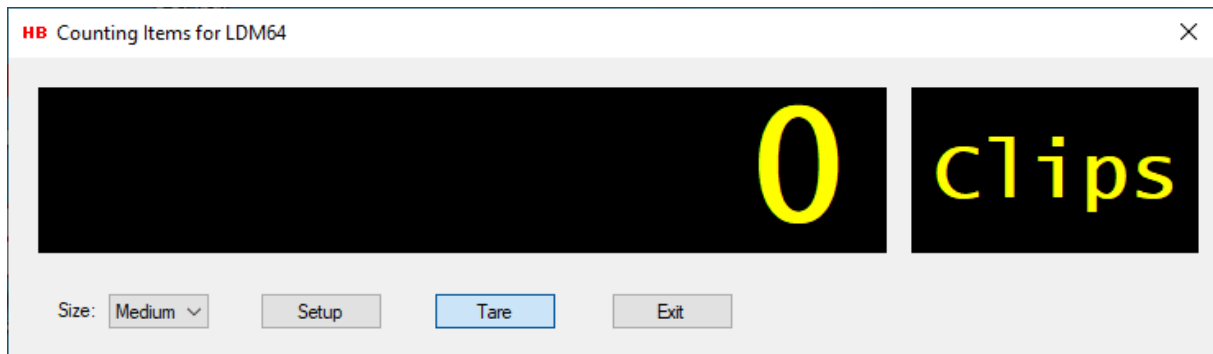 HB Counting Items for LDM64
0 Clips
Size: Medium Setup Tare Exit